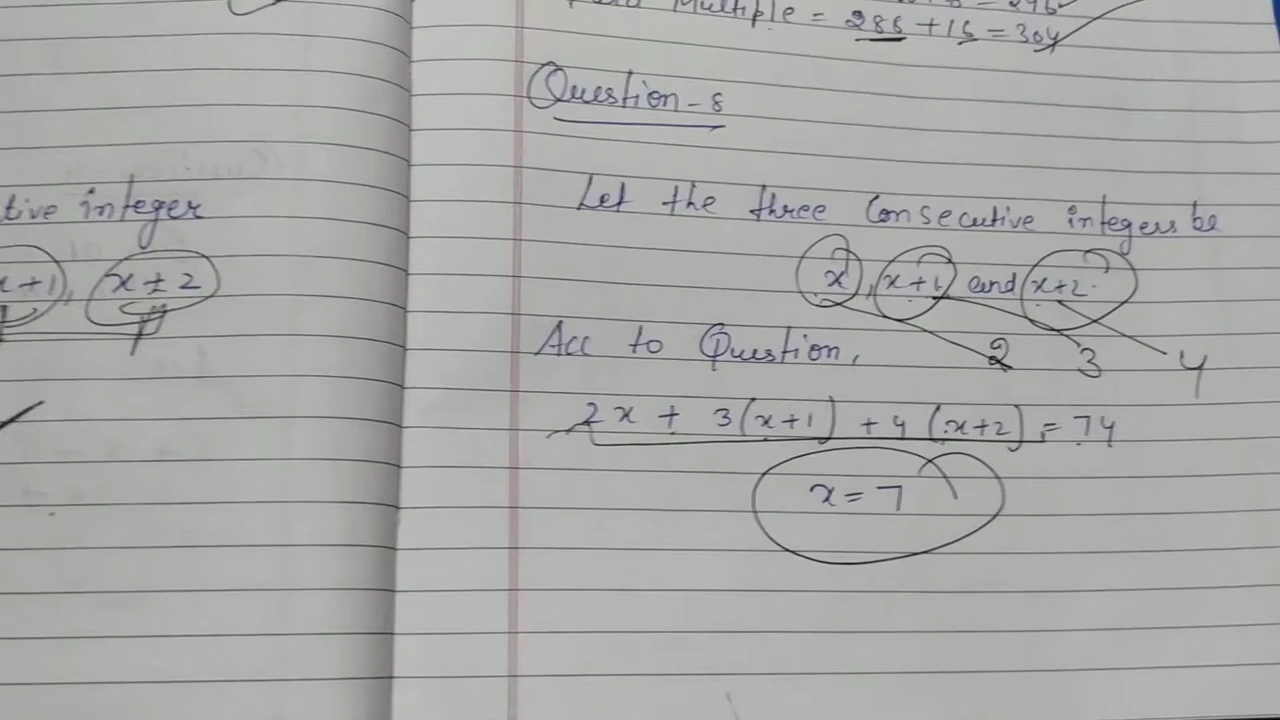 tive integer
x+1), x+2
Multiple = 288 + 16 = 304
Question-8
Let the three Consecutive integers be
x, x+1 and x+2.
Acc to Question,
2 3 4
2x + 3(x+1) + 4(x+2) = 74
x = 7